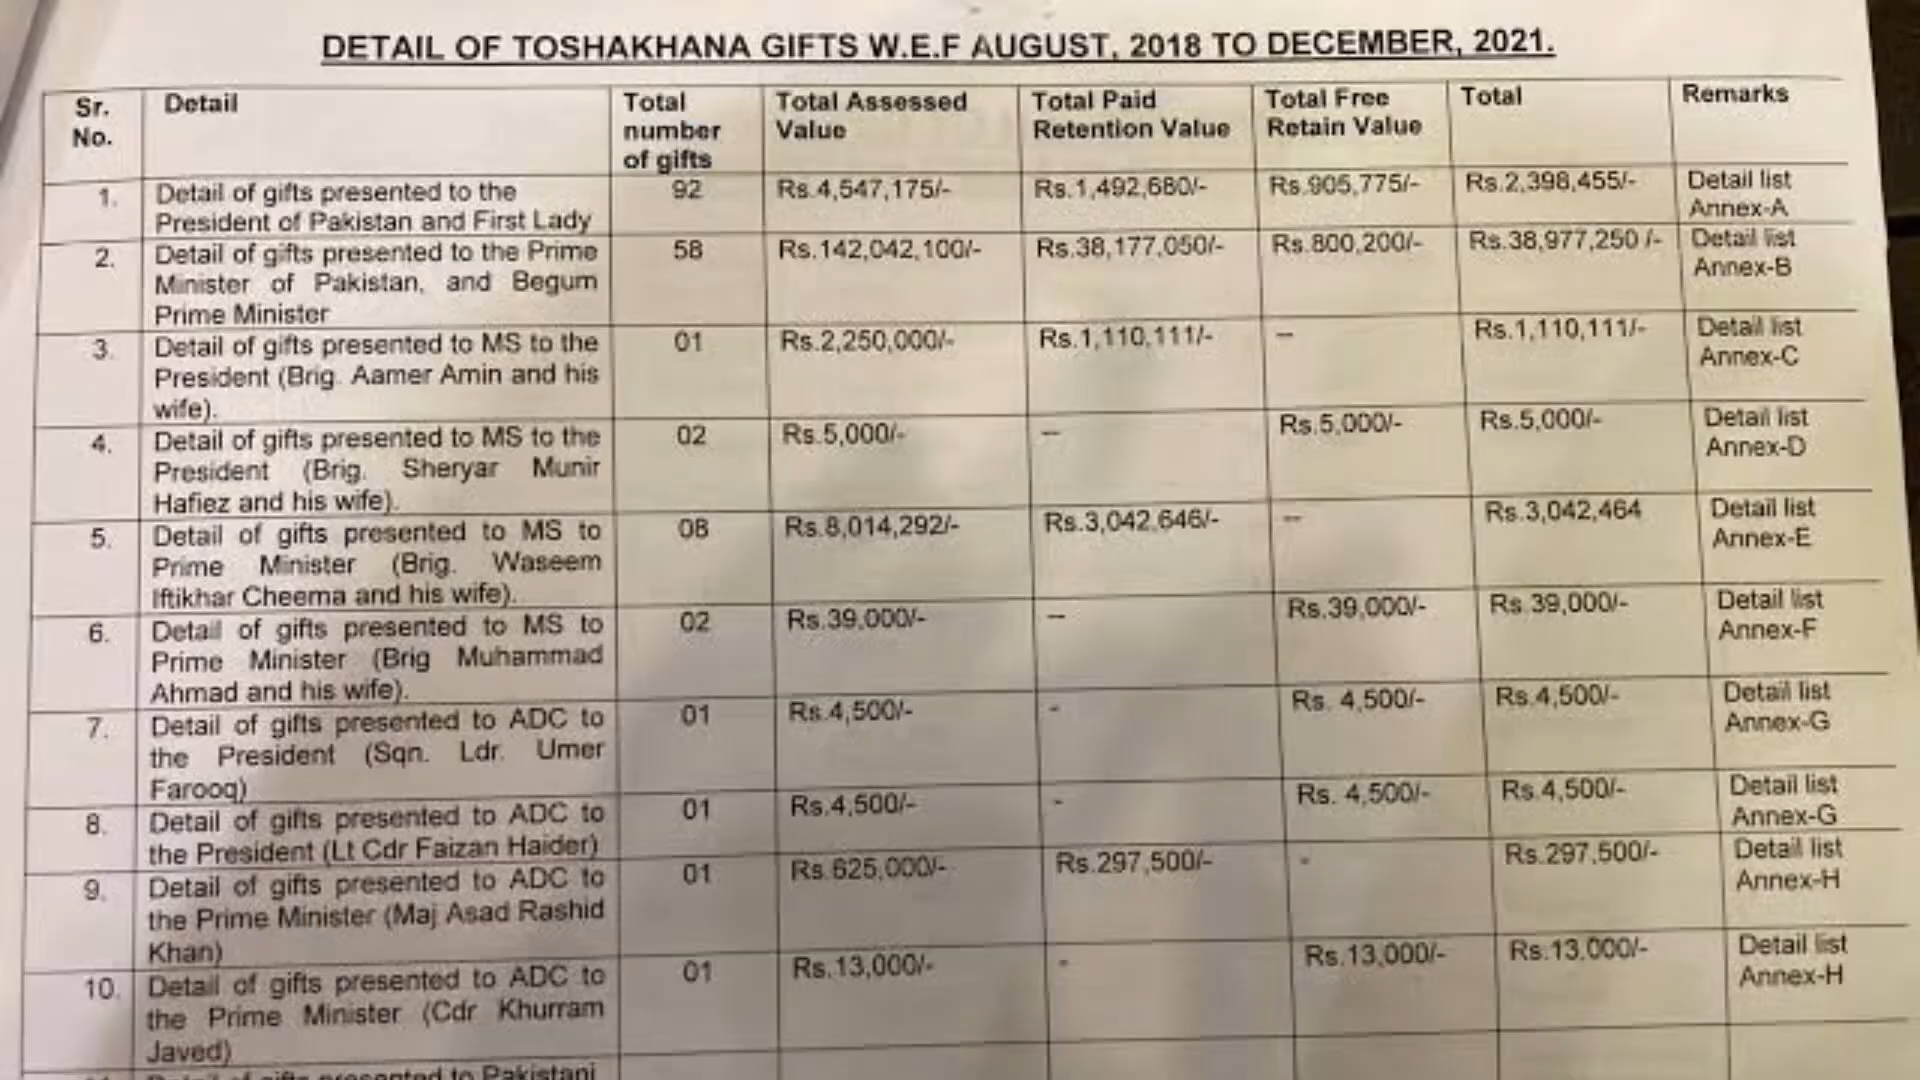 DETAIL OF TOSHAKHANA GIFTS W.E.F AUGUST, 2018 TO DECEMBER, 2021.
Sr. No. Detail Total number of gifts Total Assessed Value Total Paid Retention Value Total Free Retain Value Total Remarks
1. Detail of gifts presented to the 92 Rs.4,547,175/- Rs.1,492,680/- Rs.905,775/- Rs.2,398,455/- Detail list
President of Pakistan and First Lady Annex-A
2. Detail of gifts presented to the Prime 58 Rs.142,042,100/- Rs.38,177,050/- Rs.800,200/- Rs.38,977,250 /- Detail list
Minister of Pakistan, and Begum Annex-B
Prime Minister
3. Detail of gifts presented to MS to the 01 Rs.2,250,000/- Rs.1,110,111/- -- Rs.1,110,111/- Detail list
President (Brig. Aamer Amin and his Annex-C
wife).
4. Detail of gifts presented to MS to the 02 Rs.5,000/- -- Rs.5,000/- Rs.5,000/- Detail list
President (Brig. Sheryar Munir Annex-D
Hafiez and his wife).
5. Detail of gifts presented to MS to 08 Rs.8,014,292/- Rs.3,042,646/- -- Rs.3,042,464 Detail list
Prime Minister (Brig. Waseem Annex-E
Iftikhar Cheema and his wife).
6. Detail of gifts presented to MS to 02 Rs.39,000/- -- Rs.39,000/- Rs.39,000/- Detail list
Prime Minister (Brig Muhammad Annex-F
Ahmad and his wife).
7. Detail of gifts presented to ADC to 01 Rs.4,500/- - Rs. 4,500/- Rs.4,500/- Detail list
the President (Sqn. Ldr. Umer Annex-G
Farooq)
8. Detail of gifts presented to ADC to 01 Rs.4,500/- - Rs. 4,500/- Rs.4,500/- Detail list
the President (Lt Cdr Faizan Haider) Annex-G
9. Detail of gifts presented to ADC to 01 Rs.625,000/- Rs.297,500/- - Rs.297,500/- Detail list
the Prime Minister (Maj Asad Rashid Annex-H
Khan)
10. Detail of gifts presented to ADC to 01 Rs.13,000/- - Rs.13,000/- Rs.13,000/- Detail list
the Prime Minister (Cdr Khurram Annex-H
Javed)
Detail of gifts presented to Pakistani